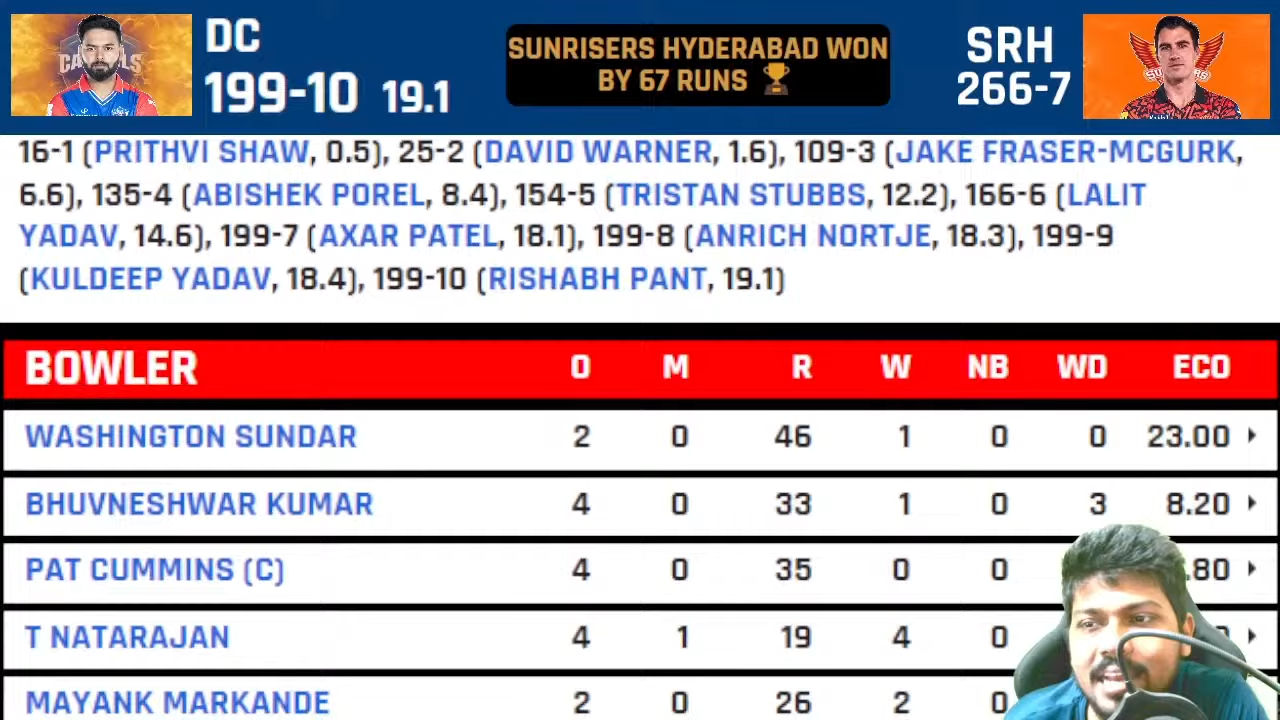 DC
199-10 19.1
SUNRISERS HYDERABAD WON
BY 67 RUNS 🏆
SRH
266-7
16-1 (PRITHVI SHAW, 0.5), 25-2 (DAVID WARNER, 1.6), 109-3 (JAKE FRASER-MCGURK,
6.6), 135-4 (ABISHEK POREL, 8.4), 154-5 (TRISTAN STUBBS, 12.2), 166-6 (LALIT
YADAV, 14.6), 199-7 (AXAR PATEL, 18.1), 199-8 (ANRICH NORTJE, 18.3), 199-9
(KULDEEP YADAV, 18.4), 199-10 (RISHABH PANT, 19.1)
BOWLER O M R W NB WD ECO
WASHINGTON SUNDAR 2 0 46 1 0 0 23.00
BHUVNESHWAR KUMAR 4 0 33 1 0 3 8.20
PAT CUMMINS (C) 4 0 35 0 0 .80
T NATARAJAN 4 1 19 4 0
MAYANK MARKANDE 2 0 26 2 0